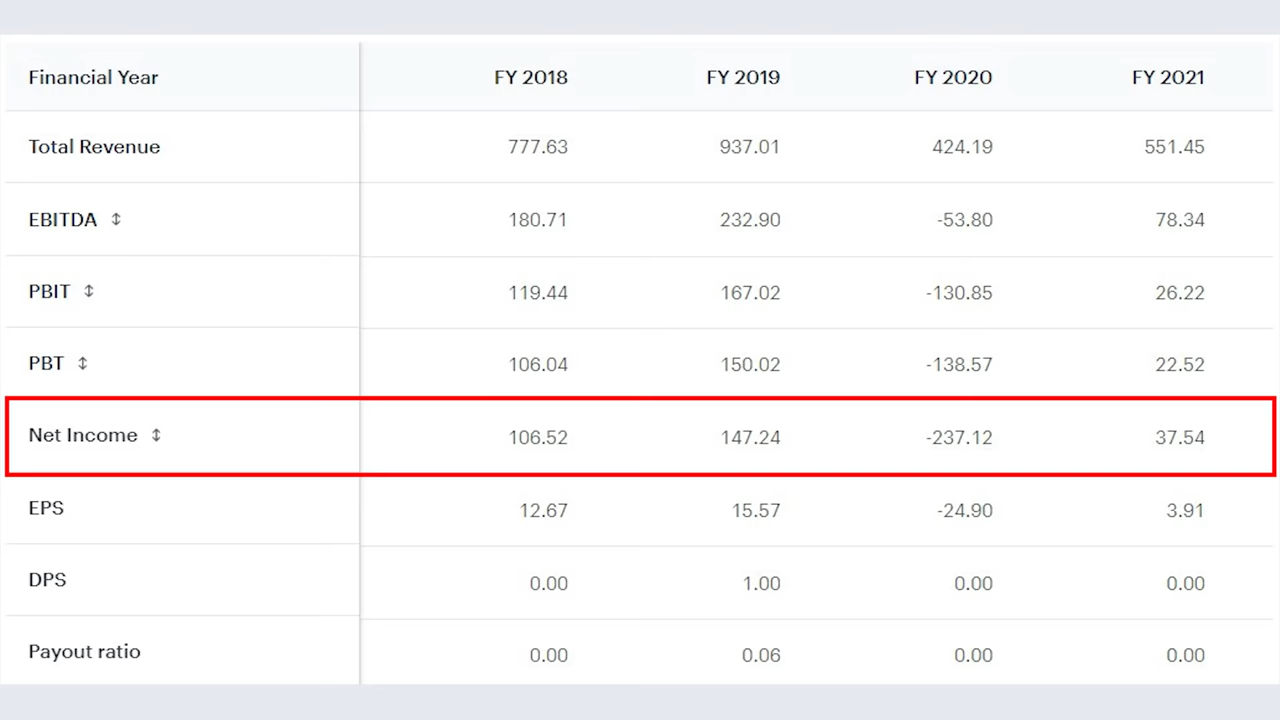 Financial Year FY 2018 FY 2019 FY 2020 FY 2021
Total Revenue 777.63 937.01 424.19 551.45
EBITDA ⇕ 180.71 232.90 -53.80 78.34
PBIT ⇕ 119.44 167.02 -130.85 26.22
PBT ⇕ 106.04 150.02 -138.57 22.52
Net Income ⇕ 106.52 147.24 -237.12 37.54
EPS 12.67 15.57 -24.90 3.91
DPS 0.00 1.00 0.00 0.00
Payout ratio 0.00 0.06 0.00 0.00